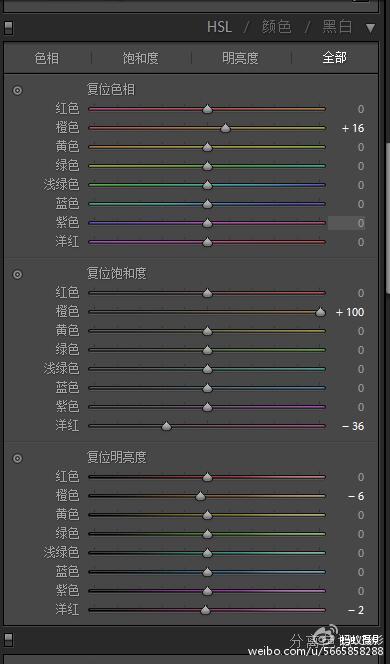 HSL / 颜色 / 黑白
色相 饱和度 明亮度 全部
复位色相
红色 0
橙色 + 16
黄色 0
绿色 0
浅绿色 0
蓝色 0
紫色 0
洋红 0
复位饱和度
红色 0
橙色 + 100
黄色 0
绿色 0
浅绿色 0
蓝色 0
紫色 0
洋红 − 36
复位明亮度
红色 0
橙色 − 6
黄色 0
绿色 0
浅绿色 0
蓝色 0
紫色 0
洋红 − 2
分离
蚂蚁摄影
weibo.com/u/5665858288